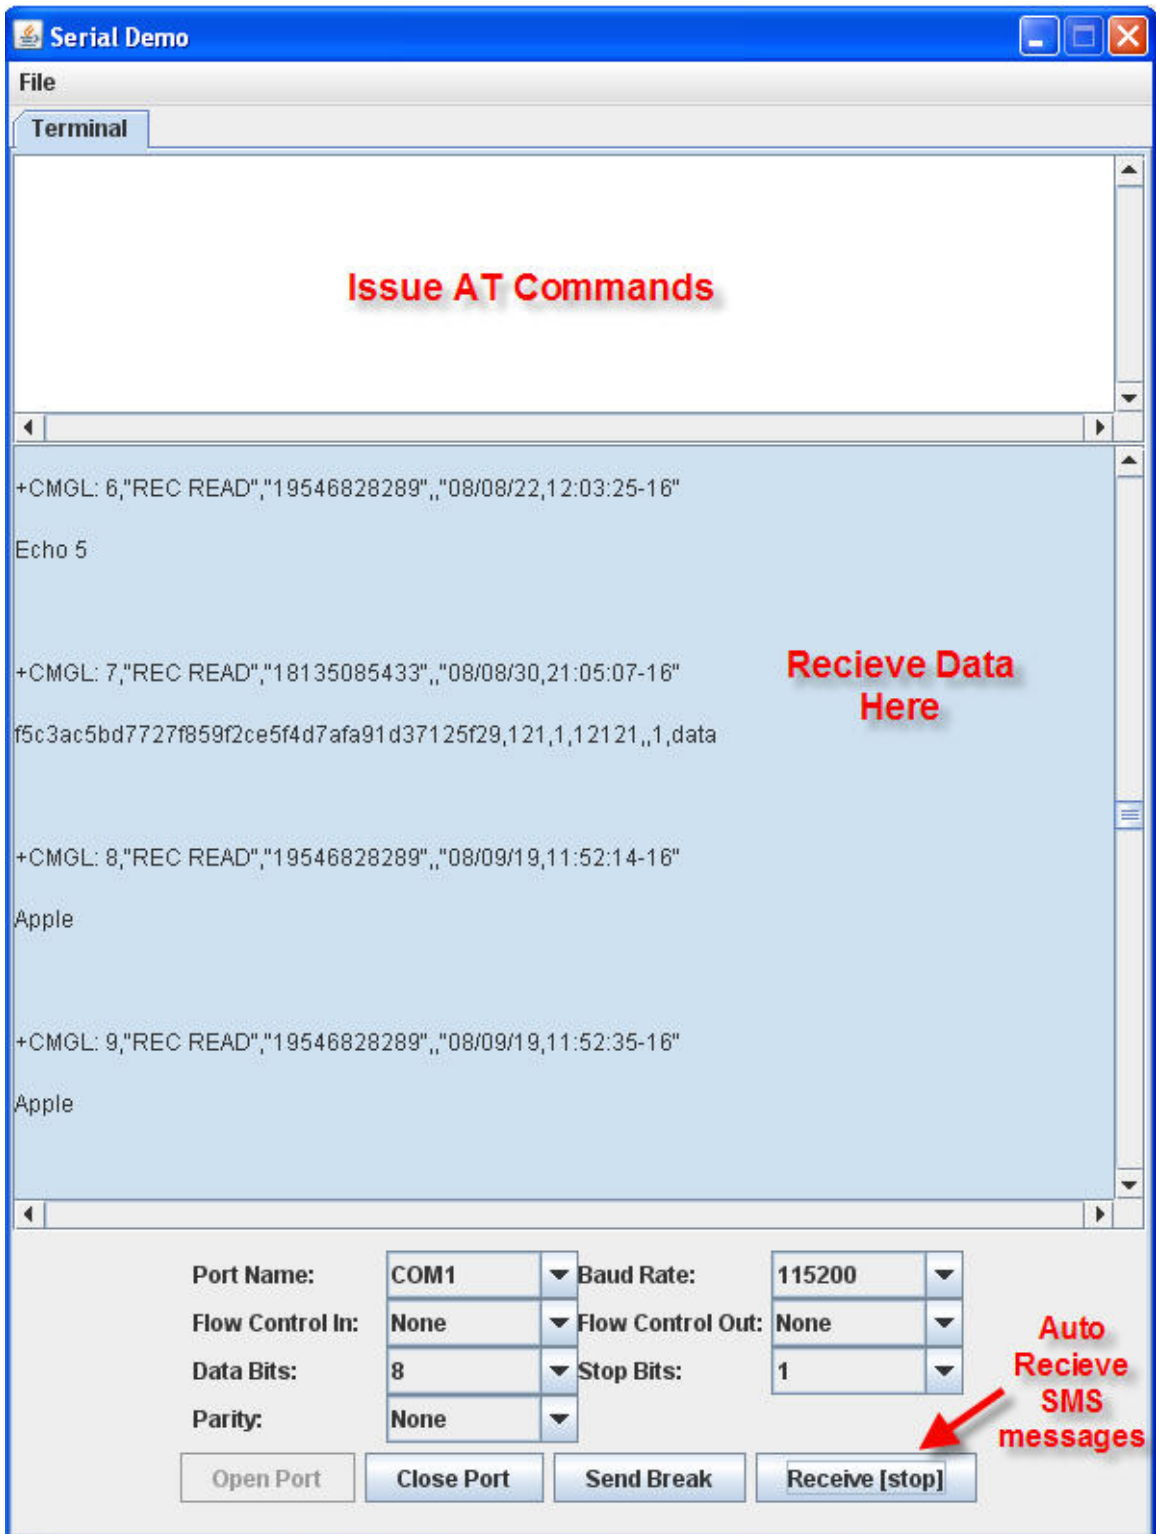 Serial Demo
File
Terminal
Issue AT Commands
+CMGL: 6,"REC READ","19546828289",,"08/08/22,12:03:25-16"
Echo 5
+CMGL: 7,"REC READ","18135085433",,"08/08/30,21:05:07-16"
Recieve Data
Here
f5c3ac5bd7727f859f2ce5f4d7afa91d37125f29,121,1,12121,,1,data
+CMGL: 8,"REC READ","19546828289",,"08/09/19,11:52:14-16"
Apple
+CMGL: 9,"REC READ","19546828289",,"08/09/19,11:52:35-16"
Apple
Port Name: COM1 Baud Rate: 115200
Flow Control In: None Flow Control Out: None
Data Bits: 8 Stop Bits: 1
Parity: None
Auto
Recieve
SMS
messages
Open Port Close Port Send Break Receive [stop]